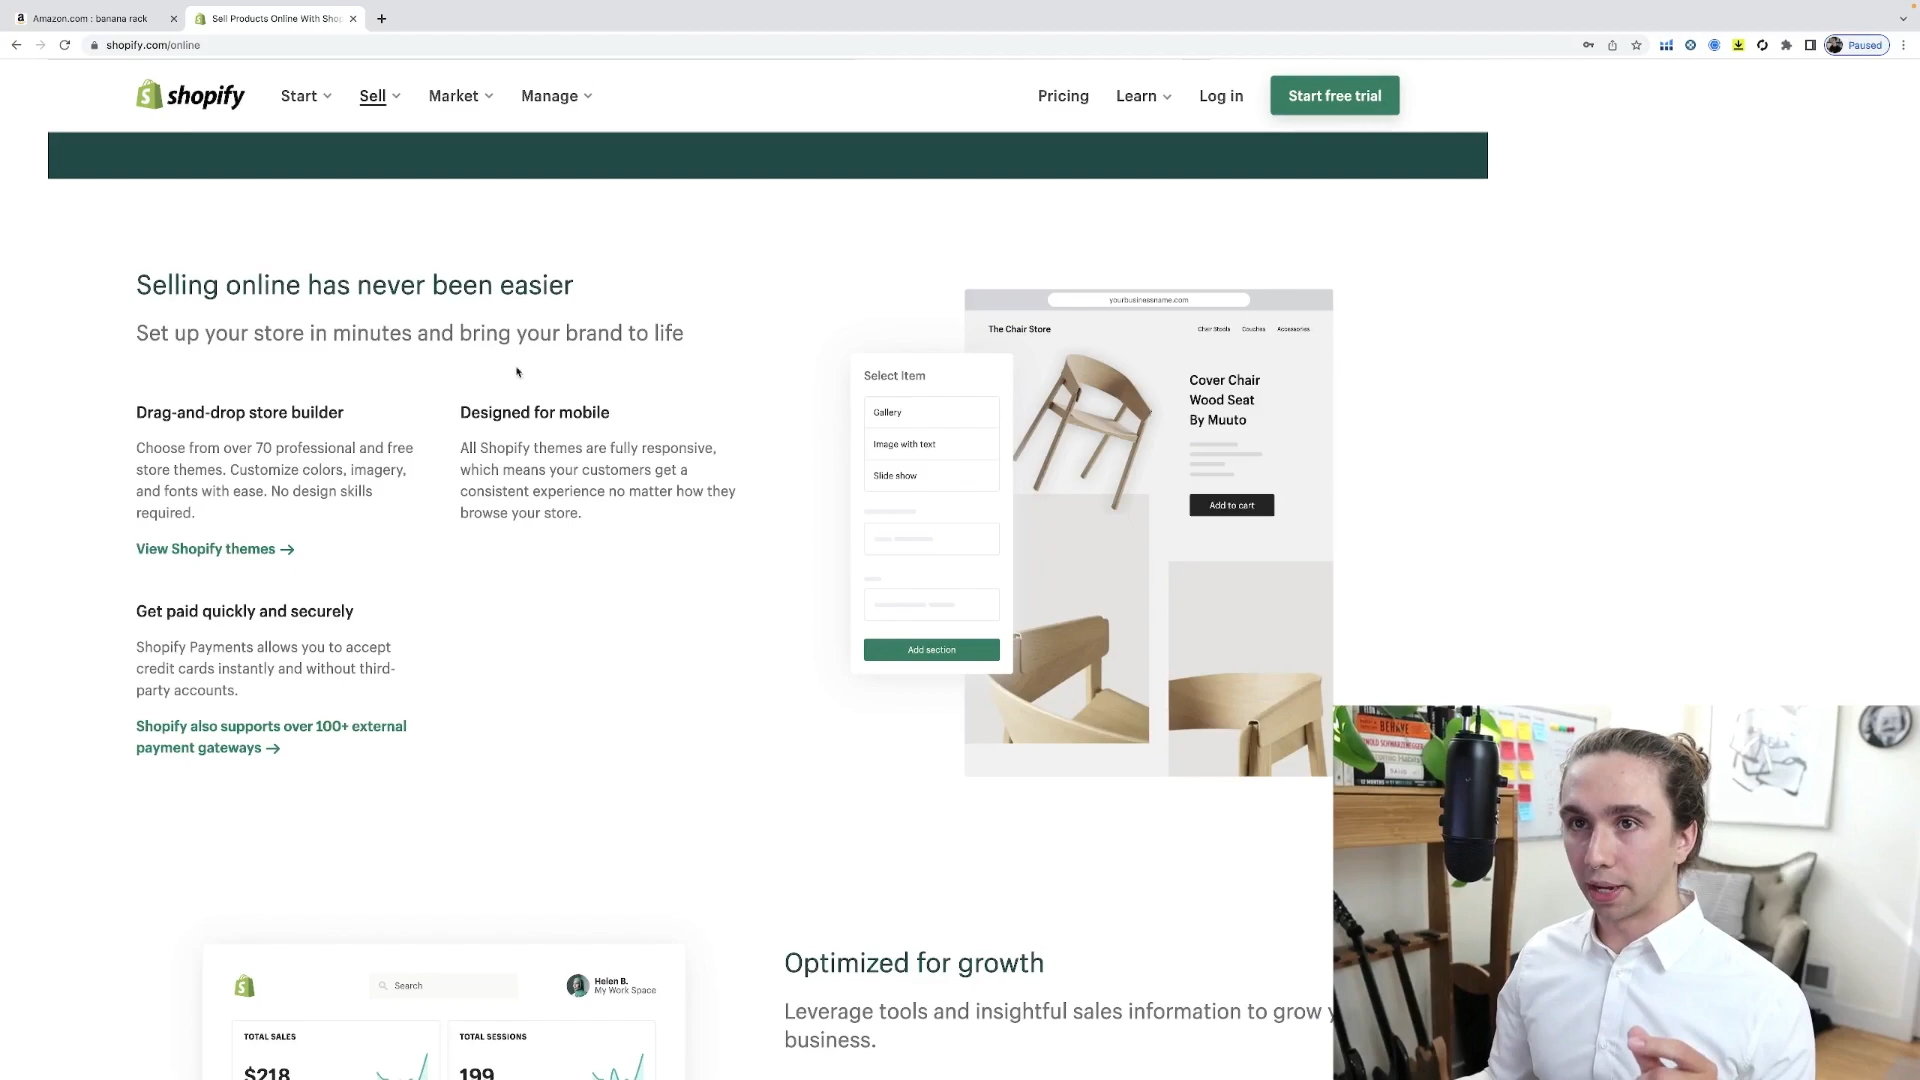 Amazon.com : banana rack
Sell Products Online With Shop
shopify.com/online
Paused
shopify
Start
Sell
Market
Manage
Pricing
Learn
Log in
Start free trial
Selling online has never been easier
Set up your store in minutes and bring your brand to life
Drag-and-drop store builder
Choose from over 70 professional and free
store themes. Customize colors, imagery,
and fonts with ease. No design skills
required.
View Shopify themes →
Designed for mobile
All Shopify themes are fully responsive,
which means your customers get a
consistent experience no matter how they
browse your store.
Get paid quickly and securely
Shopify Payments allows you to accept
credit cards instantly and without third-
party accounts.
Shopify also supports over 100+ external
payment gateways →
yourbusinessname.com
The Chair Store
Chair Stools
Couches
Accessories
Select Item
Gallery
Image with text
Slide show
Add section
Cover Chair
Wood Seat
By Muuto
Add to cart
Search
Helen B.
My Work Space
TOTAL SALES
$218
TOTAL SESSIONS
199
Optimized for growth
Leverage tools and insightful sales information to grow
business.
BEHAVE
ARNOLD SCHWARZENEGGER